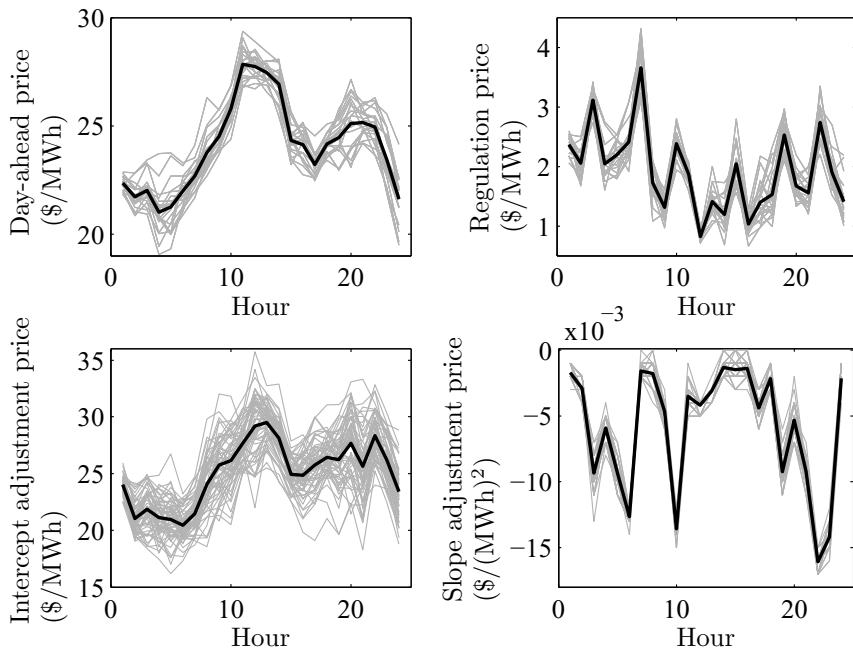 Day-ahead price
($/MWh)
30
25
20
0
10
20
Hour
Regulation price
($/MWh)
4
3
2
1
0
10
20
Hour
Intercept adjustment price
($/MWh)
35
30
25
20
15
0
10
20
Hour
Slope adjustment price
($/(MWh)²)
x10⁻³
0
−5
−10
−15
0
10
20
Hour